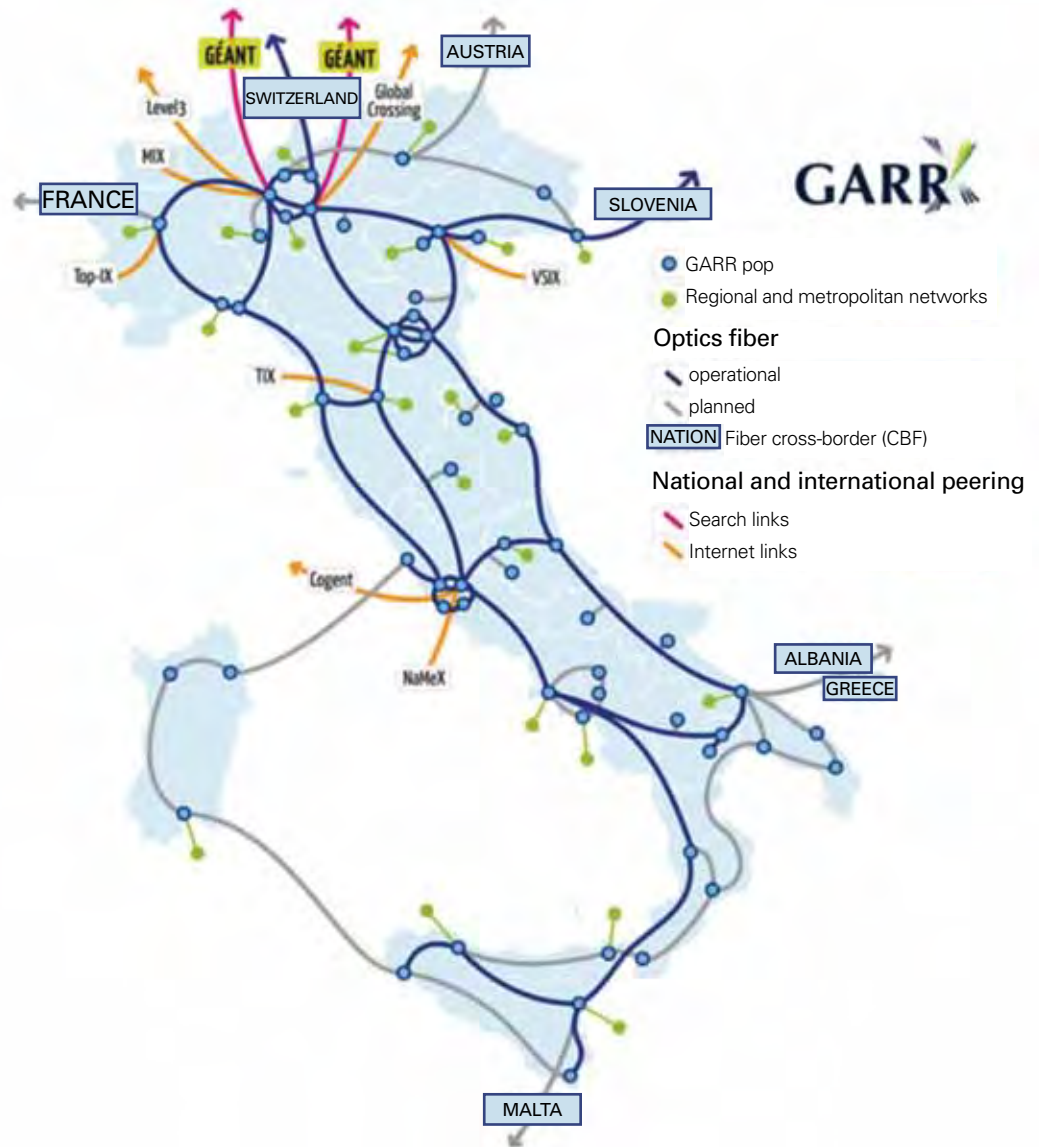 GÉANT
GÉANT
AUSTRIA
SWITZERLAND
Global
Crossing
Level3
MIX
FRANCE
GARR
SLOVENIA
Top-IX
VSIX
GARR pop
Regional and metropolitan networks
Optics fiber
operational
planned
NATION Fiber cross-border (CBF)
National and international peering
Search links
Internet links
TIX
Cogent
NaMeX
ALBANIA
GREECE
MALTA